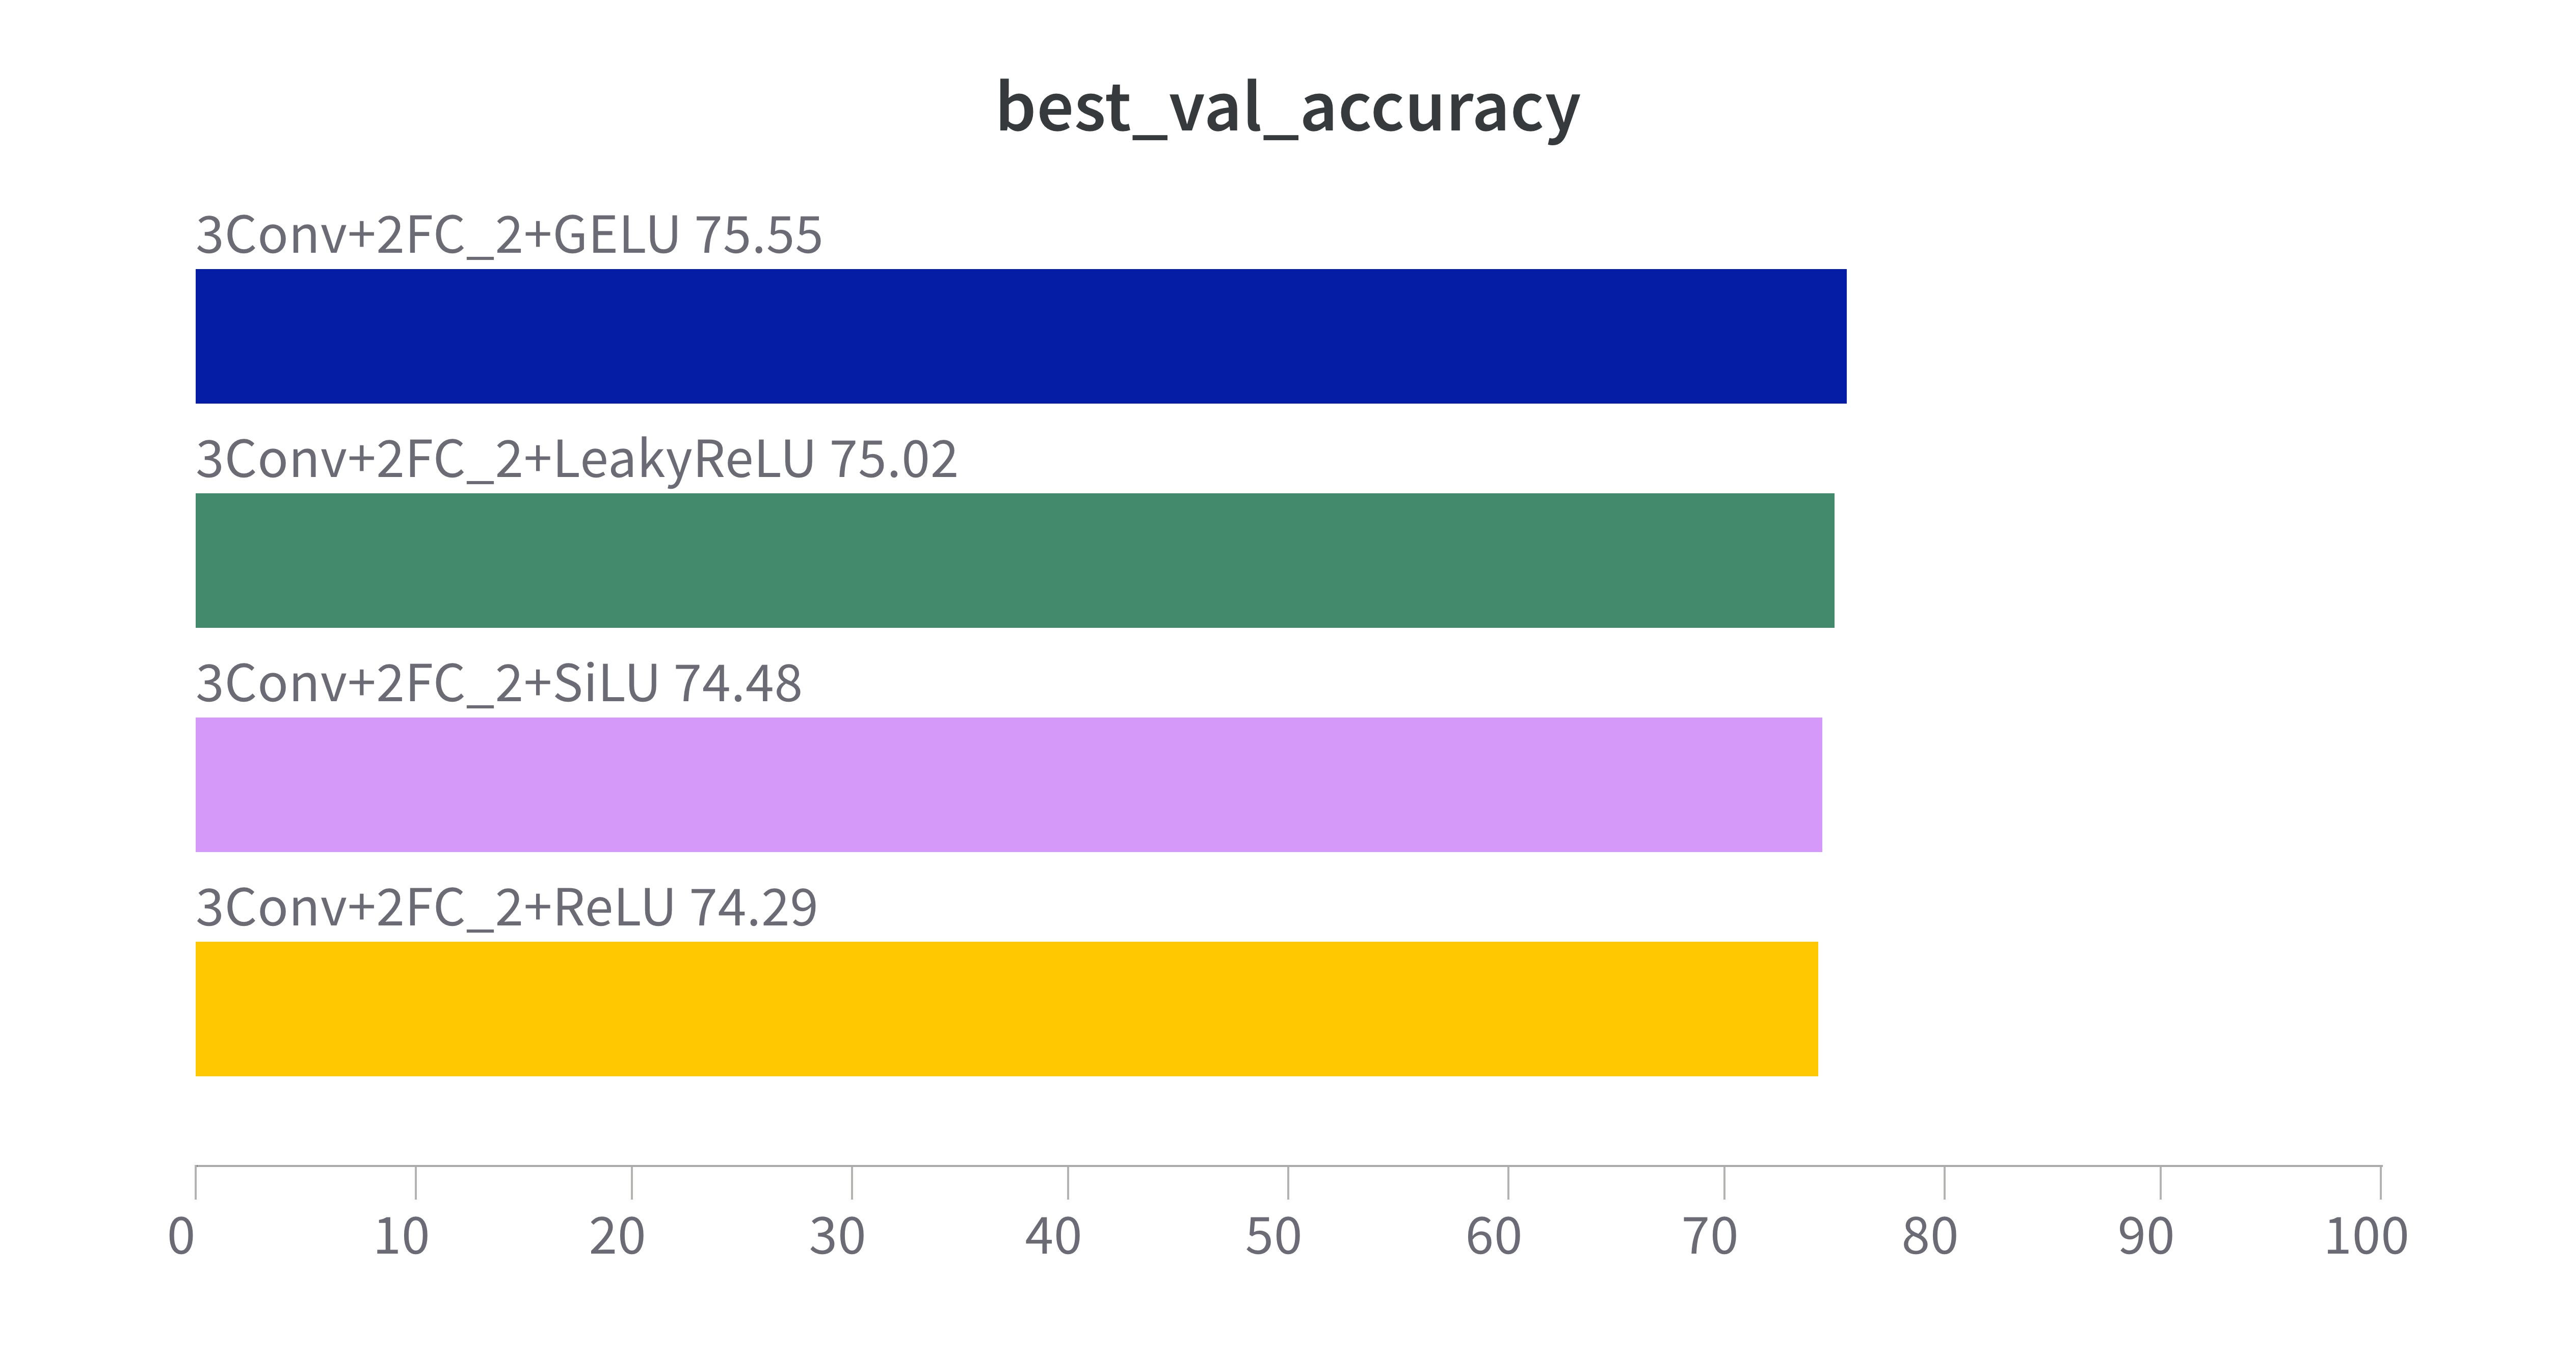 best_val_accuracy
3Conv+2FC_2+GELU 75.55
3Conv+2FC_2+LeakyReLU 75.02
3Conv+2FC_2+SiLU 74.48
3Conv+2FC_2+ReLU 74.29
0 10 20 30 40 50 60 70 80 90 100